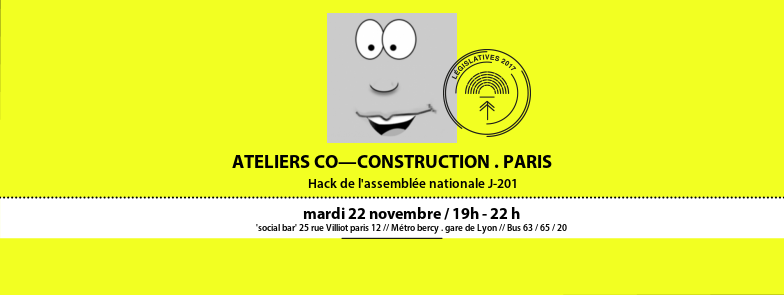 LÉGISLATIVES 2017
ATELIERS CO—CONSTRUCTION . PARIS
Hack de l'assemblée nationale J-201
mardi 22 novembre / 19h - 22 h
'social bar' 25 rue Villiot paris 12 // Métro bercy . gare de Lyon // Bus 63 / 65 / 20